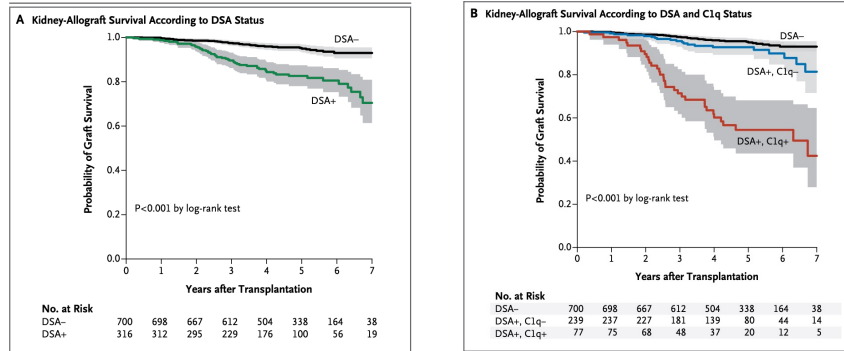 A Kidney-Allograft Survival According to DSA Status
1.0
0.8
0.6
0.4
0.2
0.0
Probability of Graft Survival
DSA–
DSA+
P<0.001 by log-rank test
0 1 2 3 4 5 6 7
Years after Transplantation
No. at Risk
DSA– 700 698 667 612 504 338 164 38
DSA+ 316 312 295 229 176 100 56 19
B Kidney-Allograft Survival According to DSA and C1q Status
1.0
0.8
0.6
0.4
0.2
0.0
Probability of Graft Survival
DSA–
DSA+, C1q–
DSA+, C1q+
P<0.001 by log-rank test
0 1 2 3 4 5 6 7
Years after Transplantation
No. at Risk
DSA– 700 698 667 612 504 338 164 38
DSA+, C1q– 239 237 227 181 139 80 44 14
DSA+, C1q+ 77 75 68 48 37 20 12 5